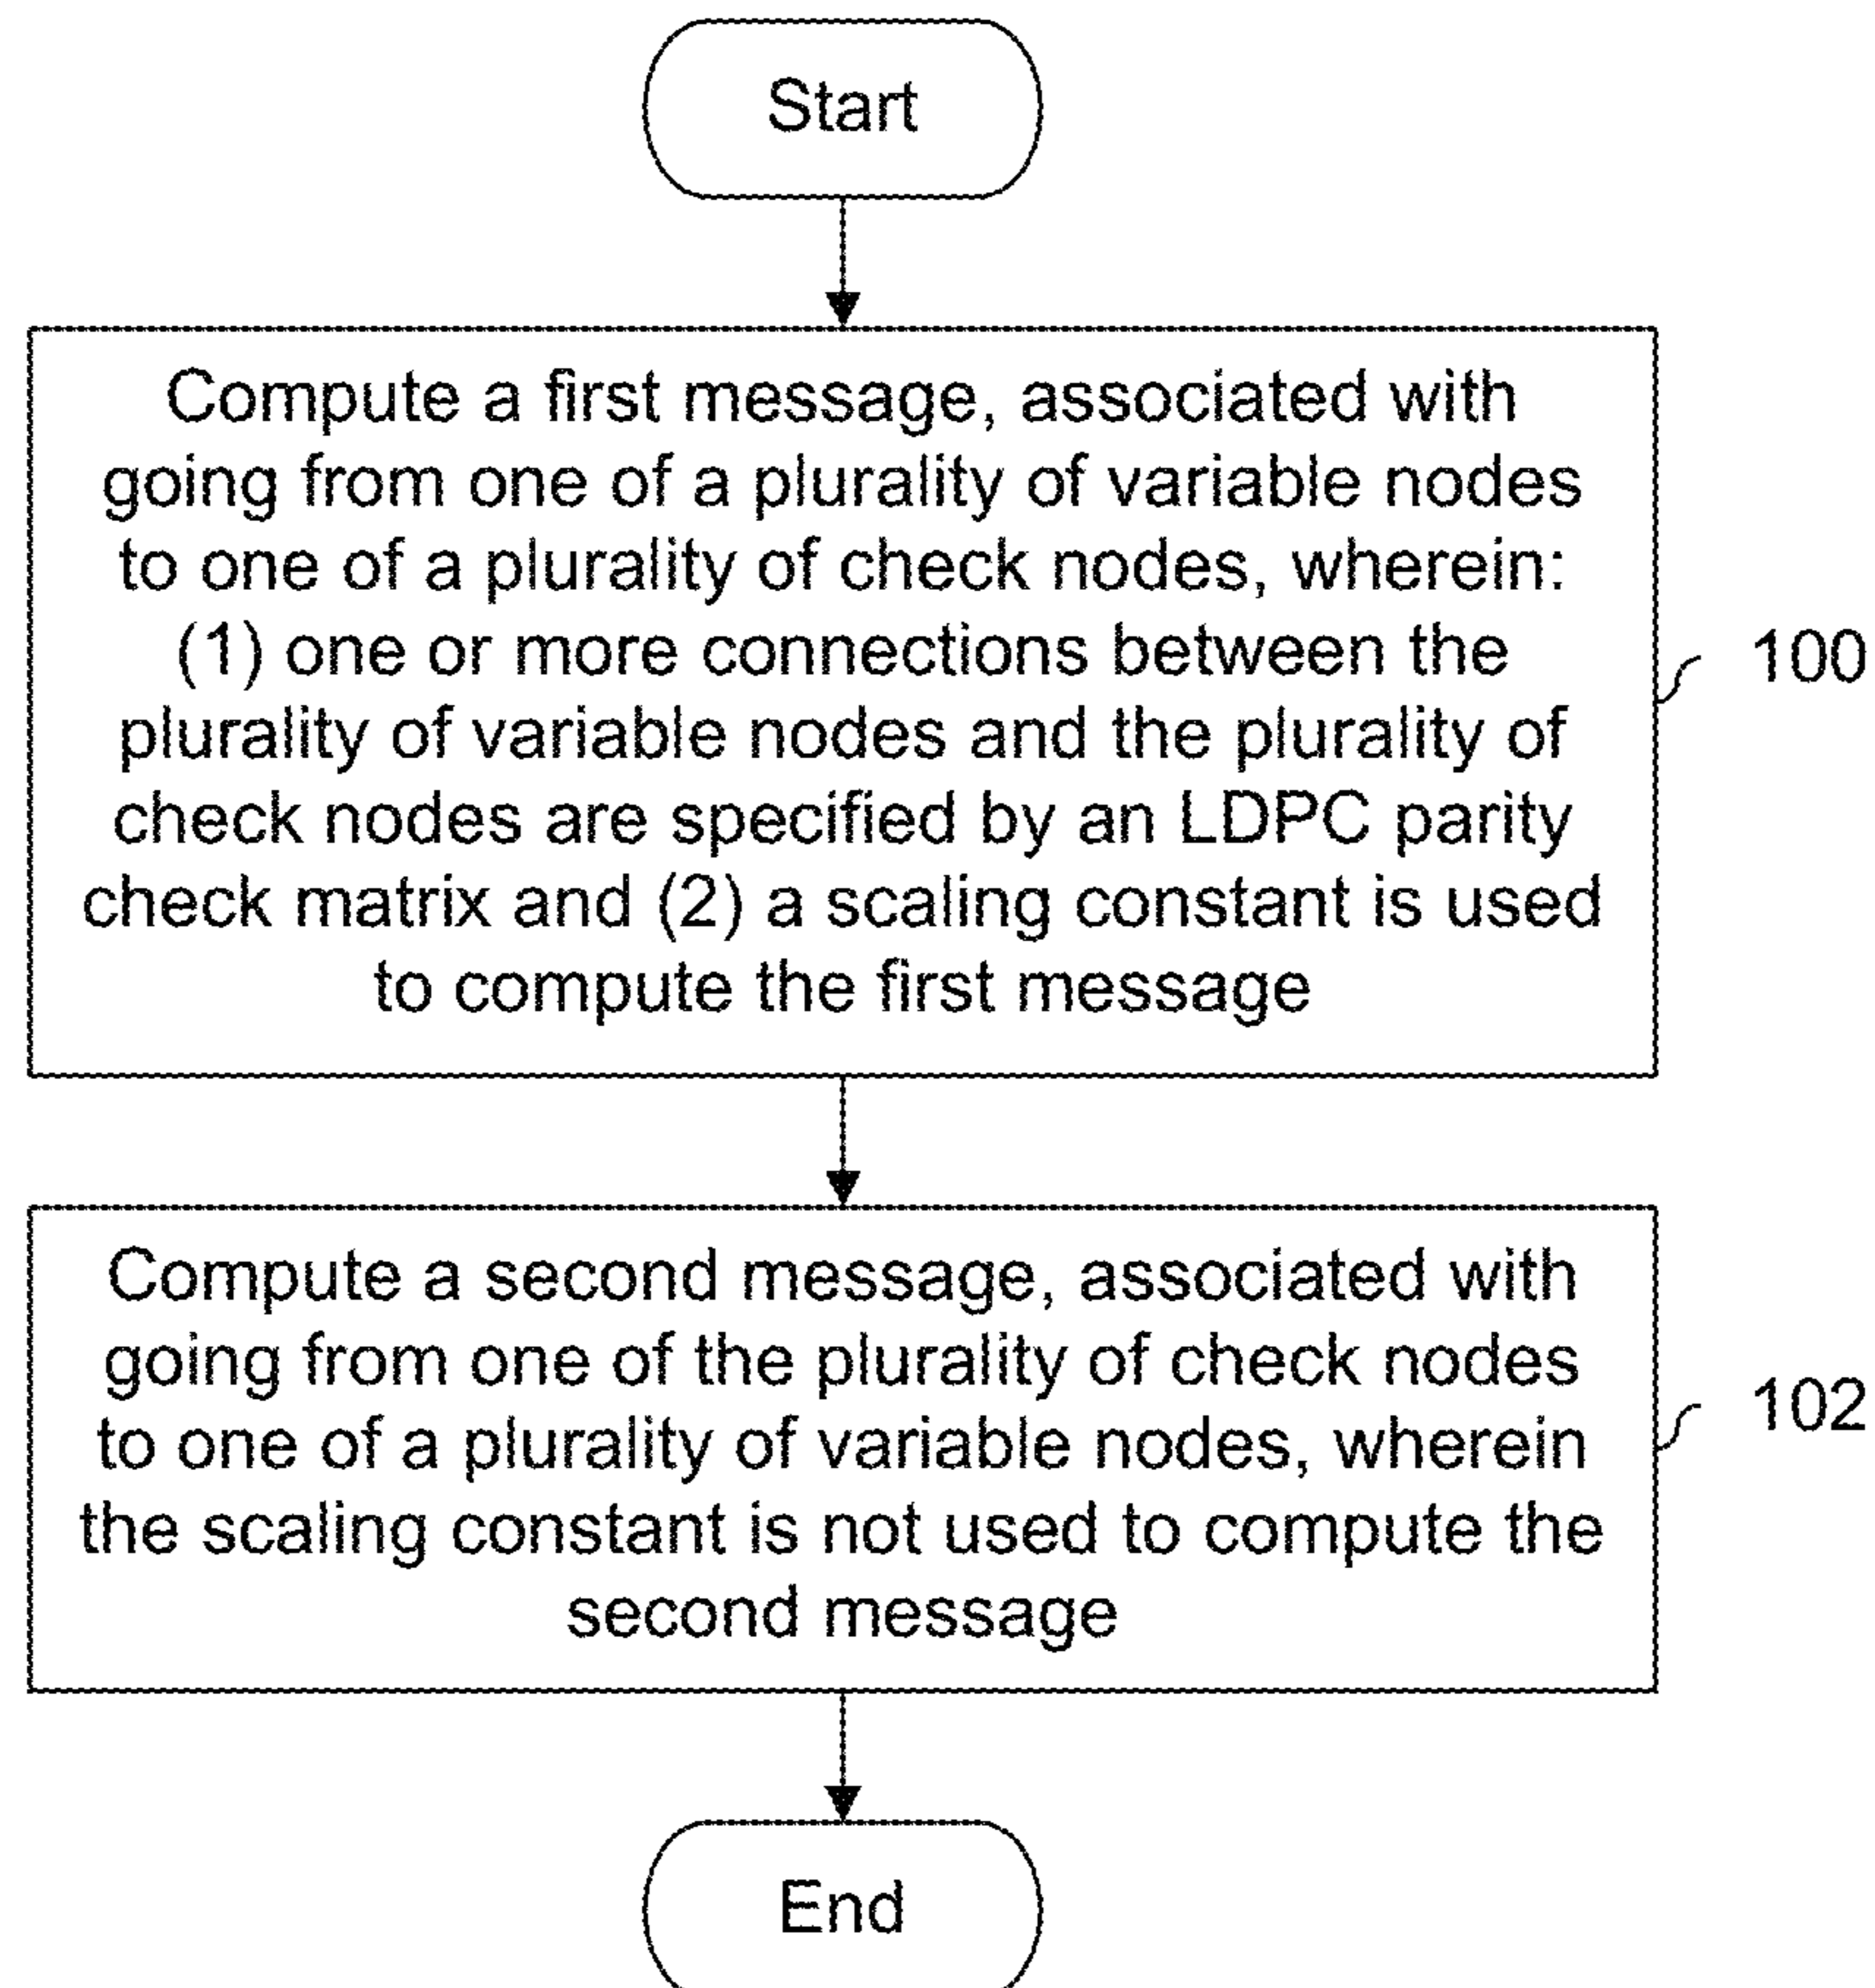 Start
Compute a first message, associated with
going from one of a plurality of variable nodes
to one of a plurality of check nodes, wherein:
(1) one or more connections between the
plurality of variable nodes and the plurality of
check nodes are specified by an LDPC parity
check matrix and (2) a scaling constant is used
to compute the first message
100
Compute a second message, associated with
going from one of the plurality of check nodes
to one of a plurality of variable nodes, wherein
the scaling constant is not used to compute the
second message
102
End